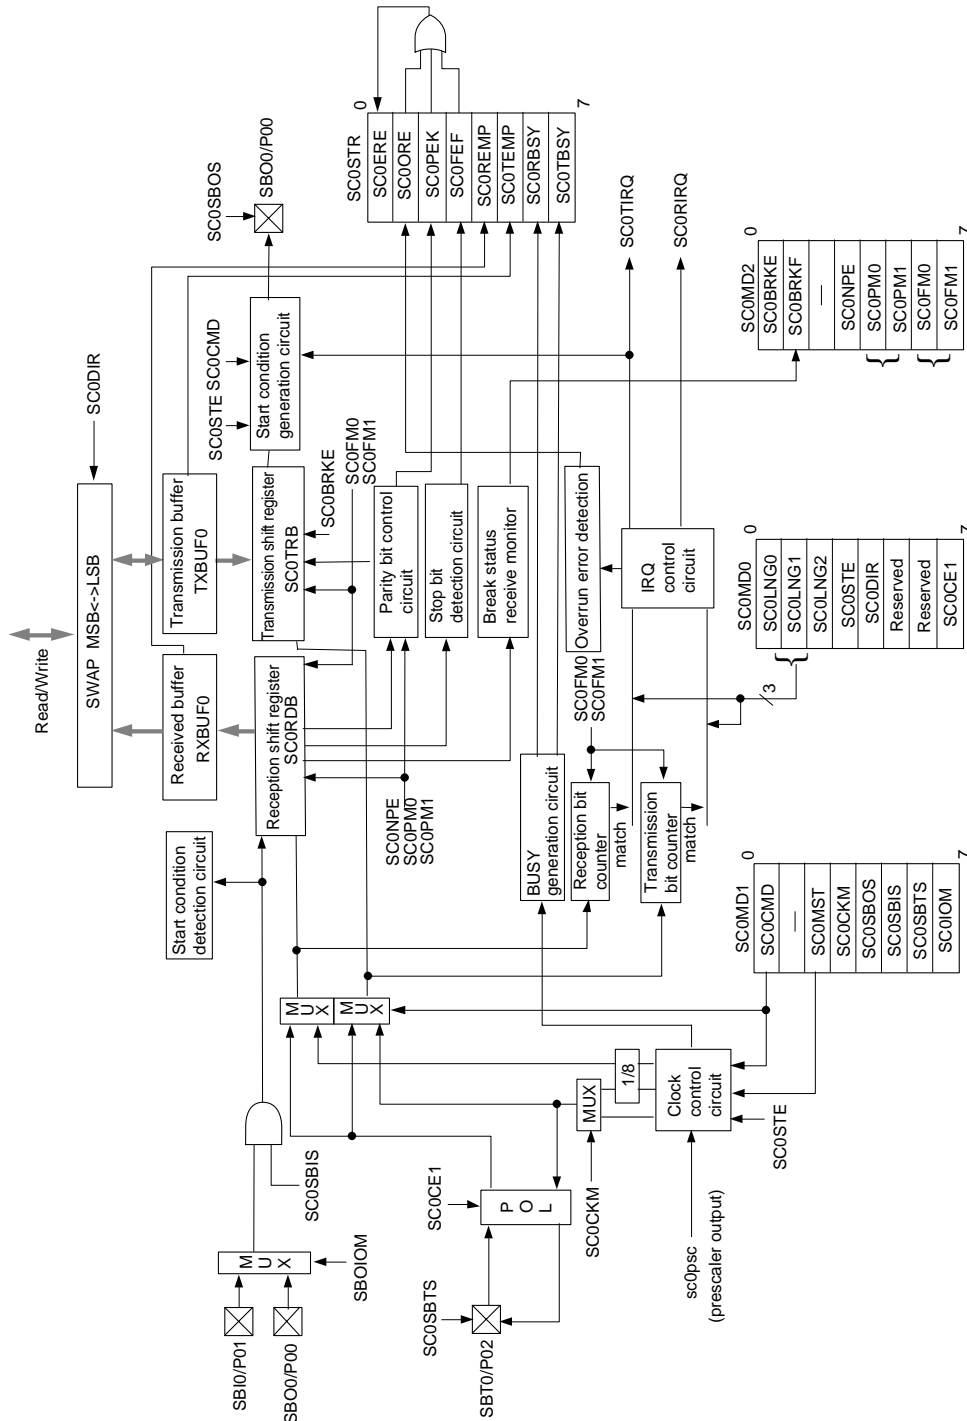 Read/Write
SWAP MSB<->LSB
SC0DIR
Received buffer
RXBUF0
Transmission buffer
TXBUF0
Start condition
detection circuit
Reception shift register
SC0RDB
Transmission shift register
SC0TRB
SC0STE
SC0CMD
Start condition
generation circuit
SC0SBOS
SBO0/P00
SC0BRKE
SC0FM0
SC0FM1
Parity bit control
circuit
SC0NPE
SC0PM0
SC0PM1
Stop bit
detection circuit
Break status
receive monitor
SC0STR
0
SC0ERE
SC0ORE
SC0PEK
SC0FEF
SC0REMP
SC0TEMP
SC0RBSY
SC0TBSY
7
SBI0/P01
SBO0/P00
MUX
SBOIOM
SC0SBIS
MUX
MUX
BUSY
generation circuit
Overrun error detection
SC0FM0
SC0FM1
Reception bit
counter
match
Transmission
bit counter
match
IRQ
control
circuit
SC0TIRQ
SC0RIRQ
SC0SBTS
SBT0/P02
SC0CE1
POL
SC0CKM
MUX
1/8
Clock
control
circuit
sc0psc
(prescaler output)
SC0STE
SC0MD1
0
SC0CMD
—
SC0MST
SC0CKM
SC0SBOS
SC0SBIS
SC0SBTS
SC0IOM
7
3
SC0MD0
0
SC0LNG0
SC0LNG1
SC0LNG2
SC0STE
SC0DIR
Reserved
Reserved
SC0CE1
7
SC0MD2
0
SC0BRKE
SC0BRKF
—
SC0NPE
SC0PM0
SC0PM1
SC0FM0
SC0FM1
7